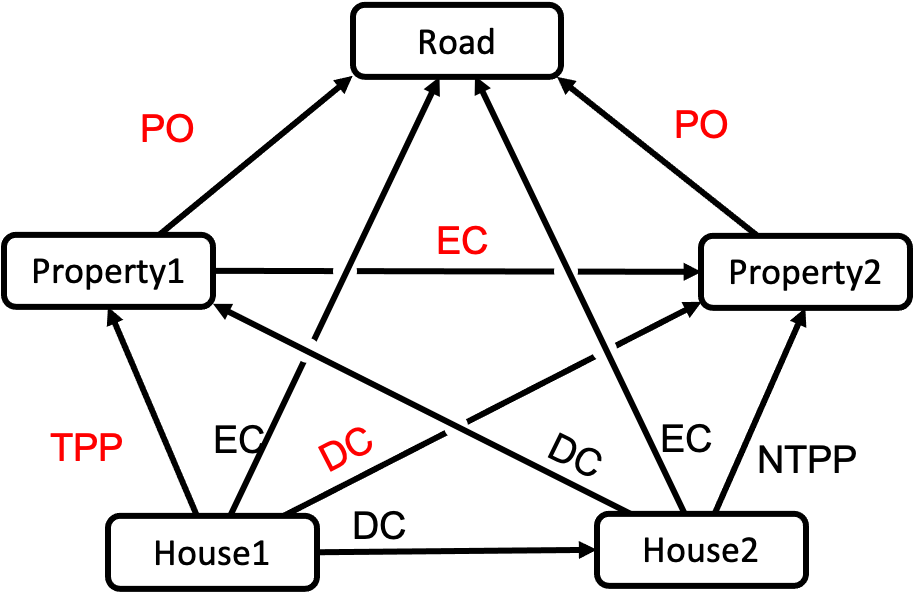 Road
PO
PO
EC
Property1
Property2
TPP
EC
DC
DC
EC
NTPP
DC
House1
House2